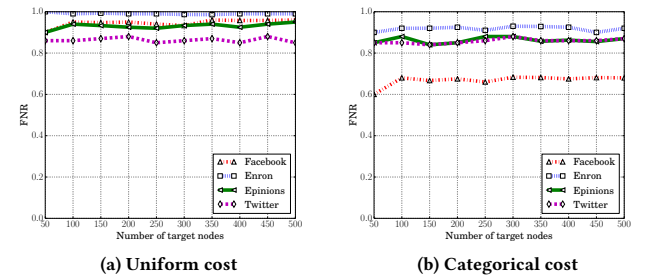 1.0
0.8
0.6
0.4
0.2
0.0
FNR
50 100 150 200 250 300 350 400 450 500
Number of target nodes
Facebook
Enron
Epinions
Twitter
(a) Uniform cost
1.0
0.8
0.6
0.4
0.2
0.0
FNR
50 100 150 200 250 300 350 400 450 500
Number of target nodes
Facebook
Enron
Epinions
Twitter
(b) Categorical cost